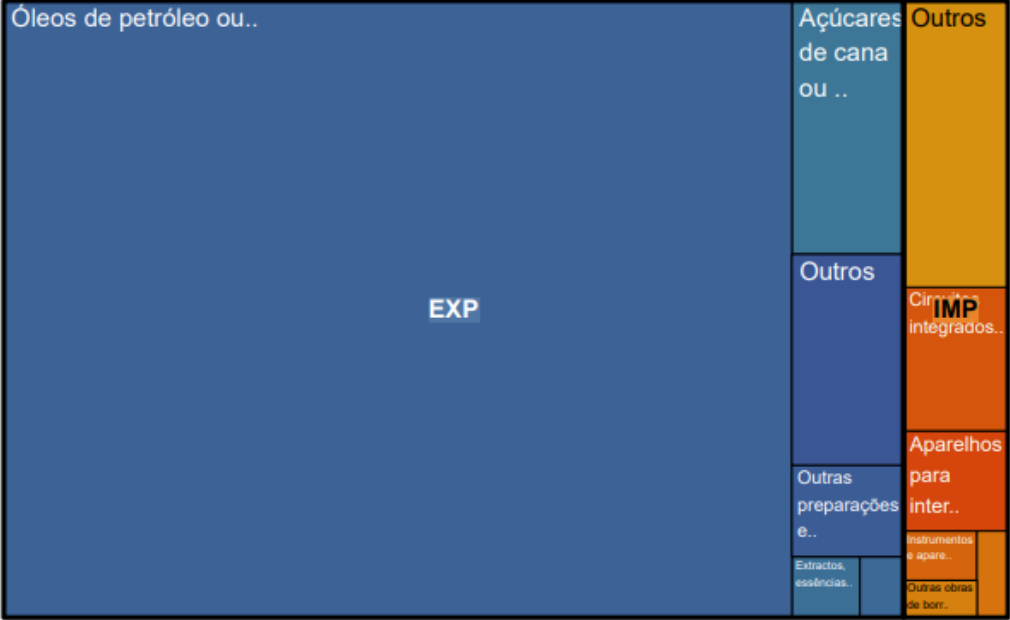 Óleos de petróleo ou..
EXP
Açúcares
de cana
ou ..
Outros
Outras
preparações
e..
Extractos,
essências..
Outros
Circuitos
integrados..
IMP
Aparelhos
para
inter..
Instrumentos
e apare..
Outras obras
de borr..